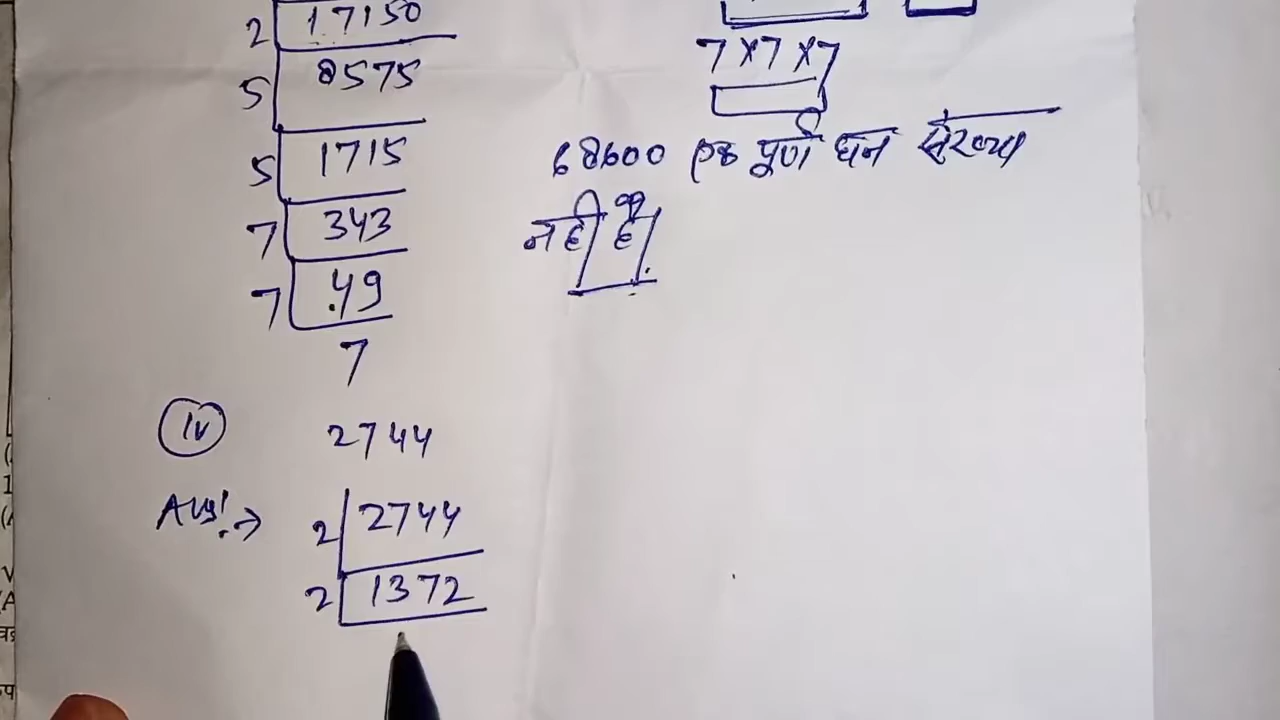 2 17150
5 8575
5 1715
7 343
7 49
7
7×7×7
68600 एक पूर्ण घन संख्या
नहीं है।
iv 2744
Ans! →
2 2744
2 1372